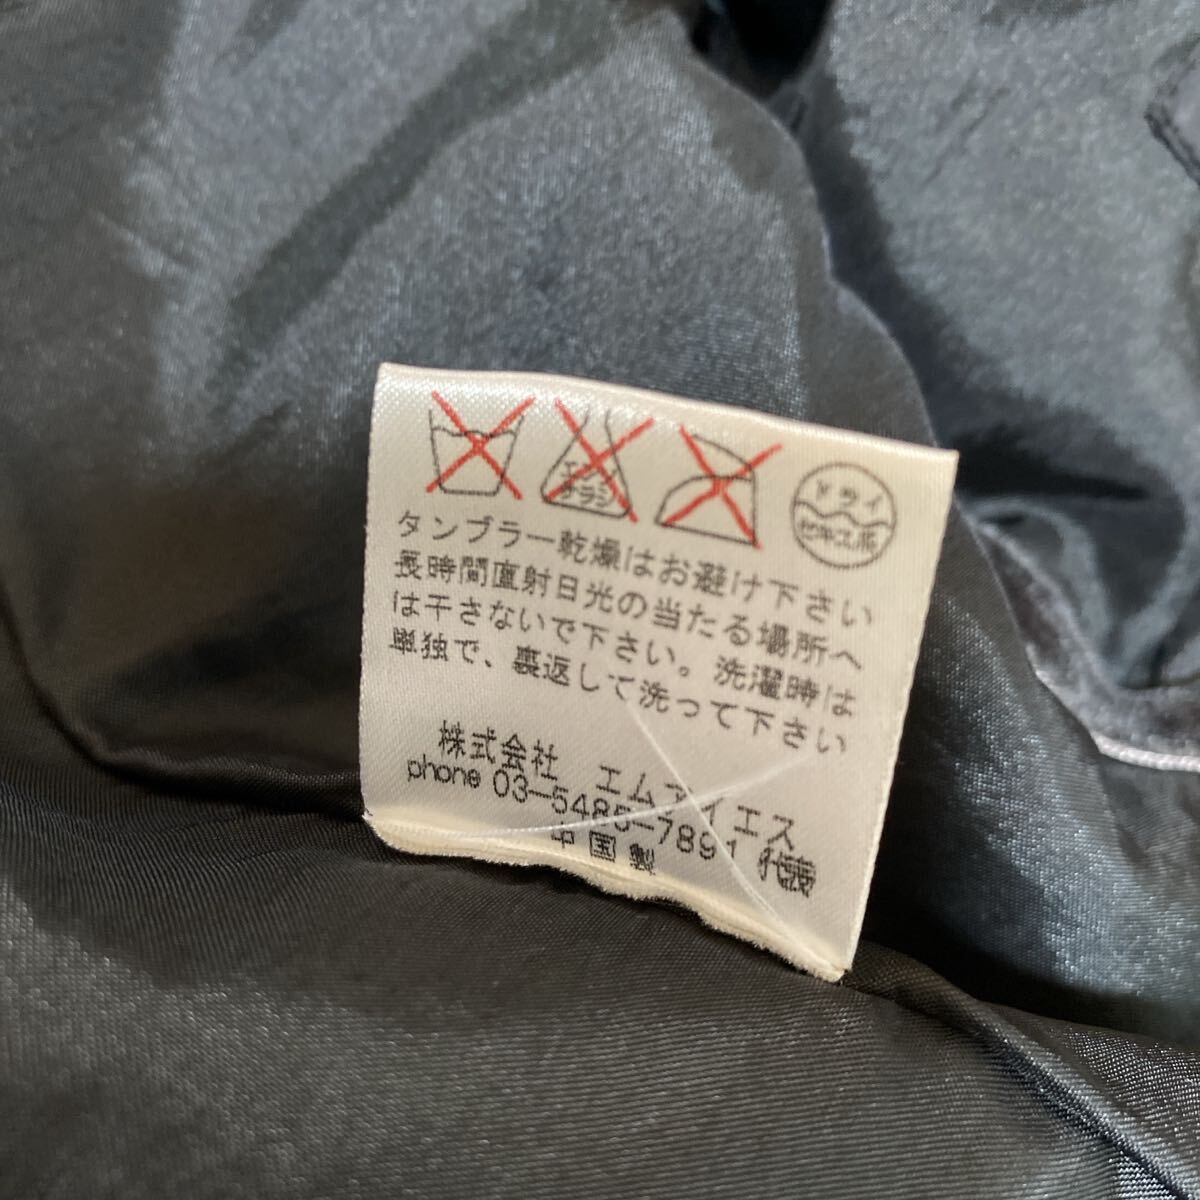 エンソ
サラシ
ドライ
セキユ系
タンブラー乾燥はお避け下さい
長時間直射日光の当たる場所へ
は干さないで下さい。洗濯時は
単独で、裏返して洗って下さい
株式会社 エムアイエス
phone 03-5485-7891 代表
中国製